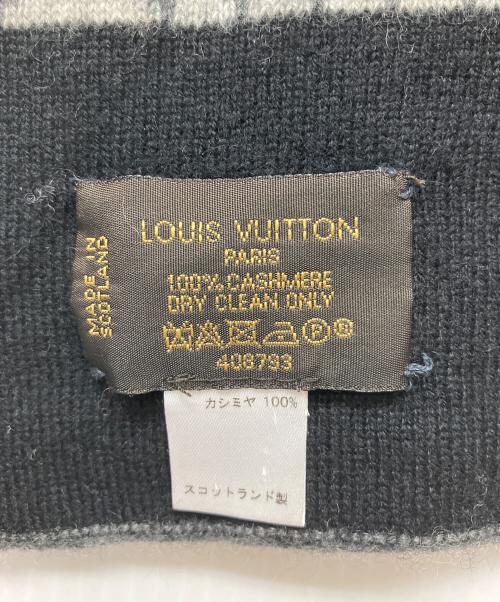 LOUIS VUITTON
PARIS
100% CASHMERE
DRY CLEAN ONLY
408793
MADE IN
SCOTLAND
カシミヤ 100%
スコットランド製